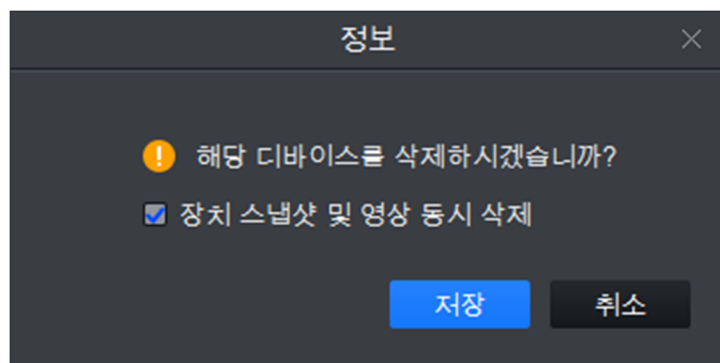 정보
해당 디바이스를 삭제하시겠습니까?
장치 스냅샷 및 영상 동시 삭제
저장 취소